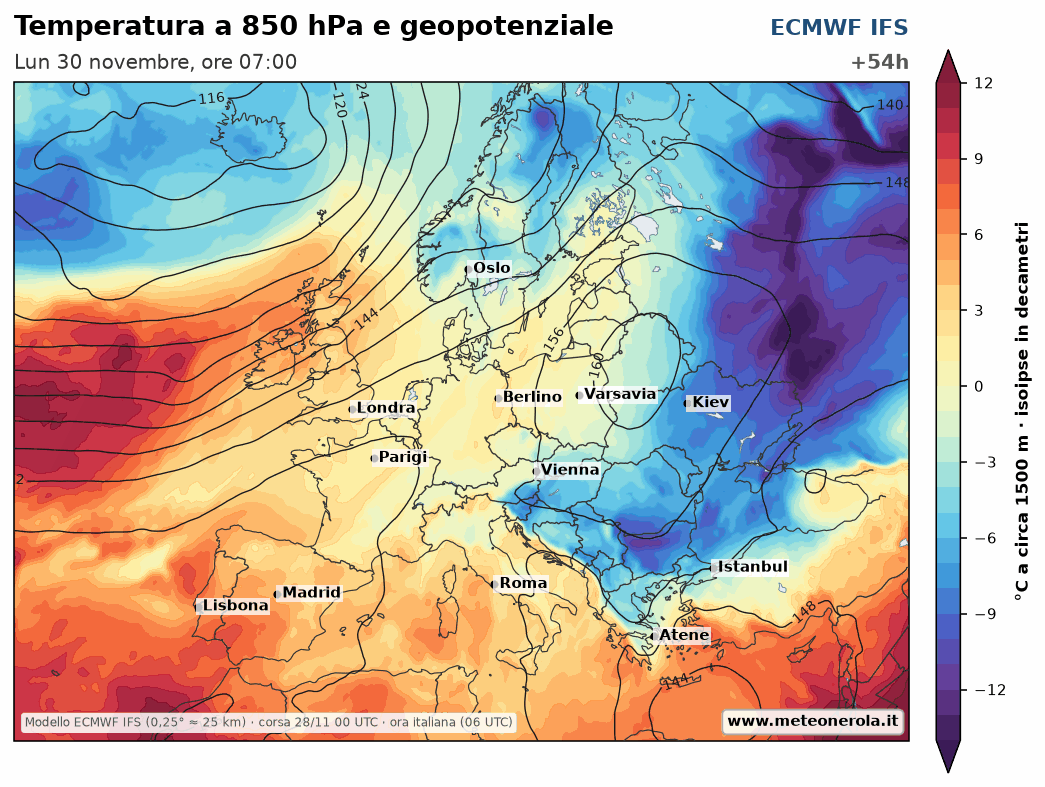 Temperatura a 850 hPa e geopotenziale
ECMWF IFS
Lun 30 novembre, ore 07:00
+54h
116
120
24
140
148
144
156
160
2
148
144
Oslo
Londra
Berlino
Varsavia
Kiev
Parigi
Vienna
Istanbul
Roma
Madrid
Lisbona
Atene
12
9
6
3
0
−3
−6
−9
−12
°C a circa 1500 m · isoipse in decametri
Modello ECMWF IFS (0,25° ≈ 25 km) · corsa 28/11 00 UTC · ora italiana (06 UTC)
www.meteonerola.it